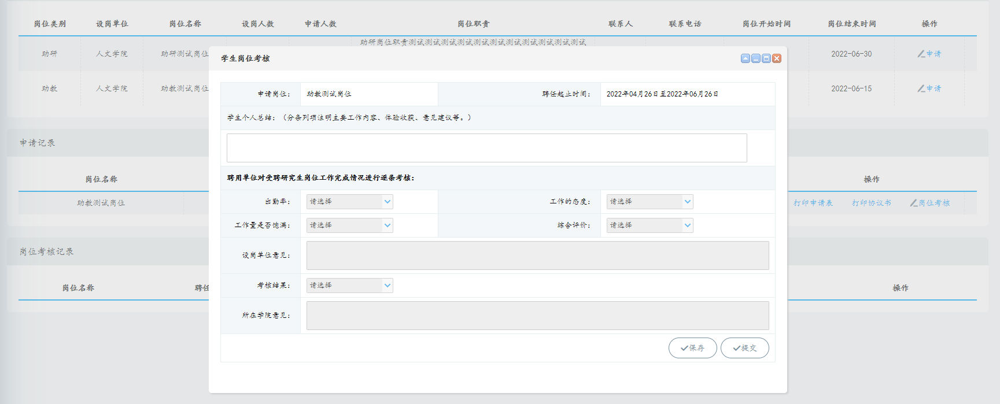 岗位类别 设岗单位 岗位名称 设岗人数 申请人数 岗位职责 联系人 联系电话 岗位开始时间 岗位结束时间 操作
助研岗位职责测试测试测试测试测试测试测试测试测试测试测试
助研 人文学院 助研测试岗位 2022-06-30 申请
助教 人文学院 助教测试岗位 2022-06-15 申请
学生岗位考核
申请岗位： 助教测试岗位 聘任起止时间： 2022年04月26日至2022年06月26日
学生个人总结：（分条列项注明主要工作内容、体验收获、意见建议等。）
聘用单位对受聘研究生岗位工作完成情况进行逐条考核：
出勤率： 请选择 工作的态度： 请选择
工作量是否饱满： 请选择 综合评价： 请选择
设岗单位意见：
考核结果： 请选择
所在学院意见：
保存 提交
申请记录
岗位名称 操作
助教测试岗位 打印申请表 打印协议书 岗位考核
岗位考核记录
岗位名称 聘任 操作